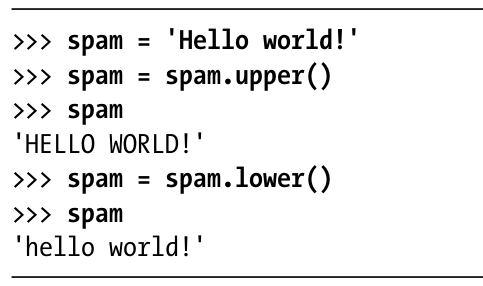 >>> spam = 'Hello world!'
>>> spam = spam.upper()
>>> spam
'HELLO WORLD!'
>>> spam = spam.lower()
>>> spam
'hello world!'